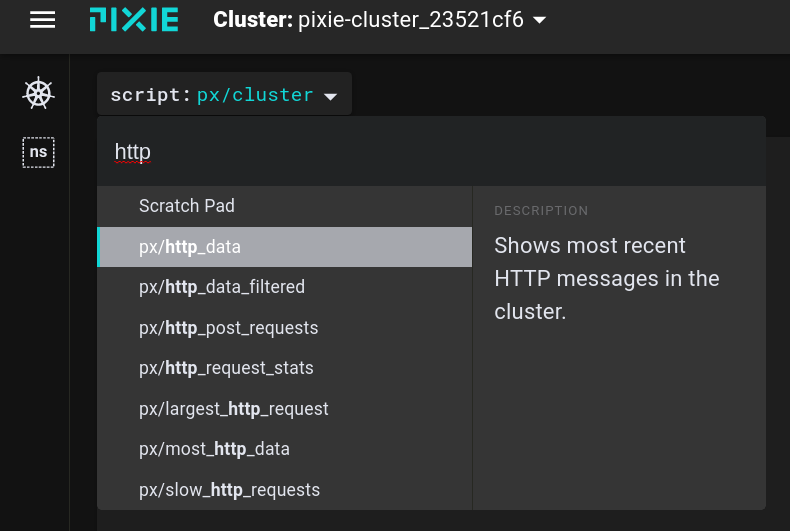 PIXIE
Cluster: pixie-cluster_23521cf6
script: px/cluster
ns
http
Scratch Pad
px/http_data
px/http_data_filtered
px/http_post_requests
px/http_request_stats
px/largest_http_request
px/most_http_data
px/slow_http_requests
DESCRIPTION
Shows most recent
HTTP messages in the
cluster.